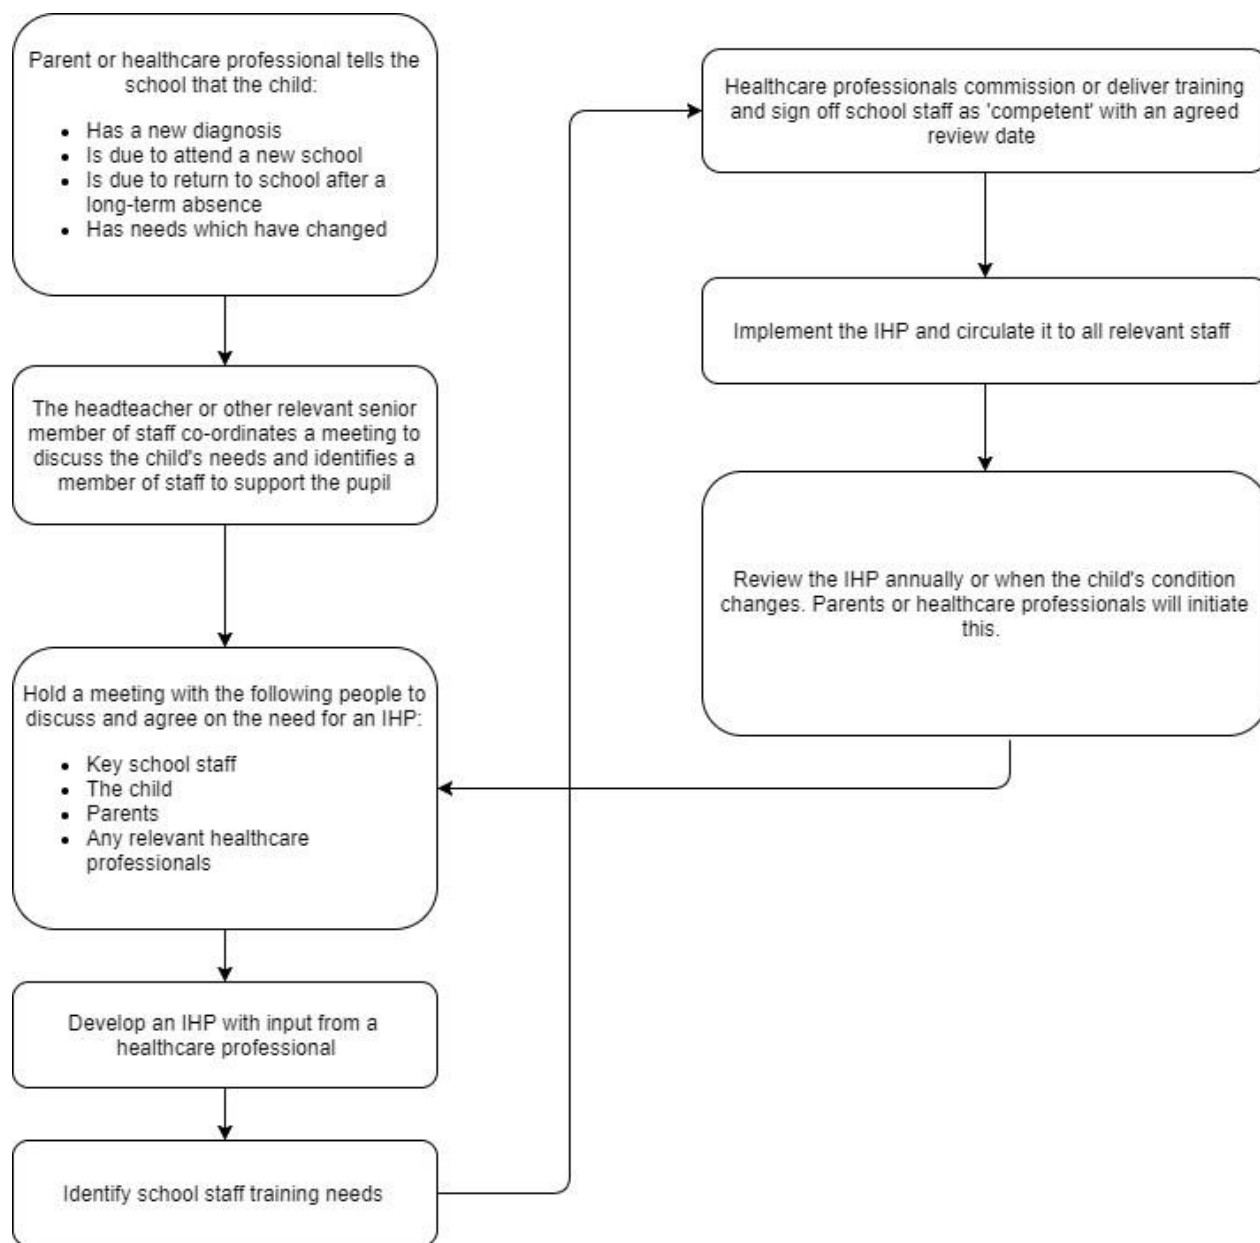 Parent or healthcare professional tells the
school that the child:
• Has a new diagnosis
• Is due to attend a new school
• Is due to return to school after a
long-term absence
• Has needs which have changed
The headteacher or other relevant senior
member of staff co-ordinates a meeting to
discuss the child's needs and identifies a
member of staff to support the pupil
Hold a meeting with the following people to
discuss and agree on the need for an IHP:
• Key school staff
• The child
• Parents
• Any relevant healthcare
professionals
Develop an IHP with input from a
healthcare professional
Identify school staff training needs
Healthcare professionals commission or deliver training
and sign off school staff as 'competent' with an agreed
review date
Implement the IHP and circulate it to all relevant staff
Review the IHP annually or when the child's condition
changes. Parents or healthcare professionals will initiate
this.